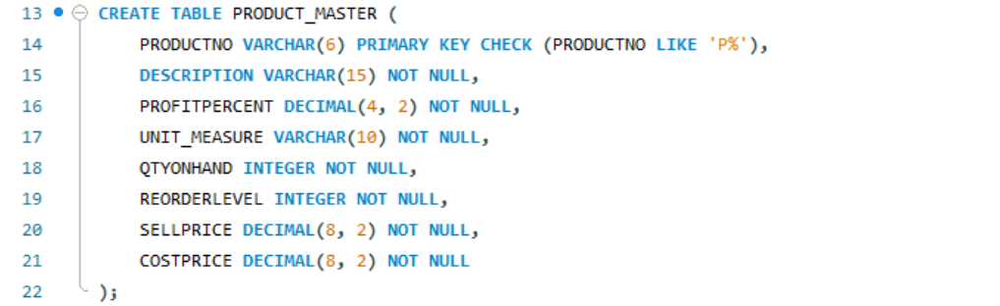 13 CREATE TABLE PRODUCT_MASTER (
14 PRODUCTNO VARCHAR(6) PRIMARY KEY CHECK (PRODUCTNO LIKE 'P%'),
15 DESCRIPTION VARCHAR(15) NOT NULL,
16 PROFITPERCENT DECIMAL(4, 2) NOT NULL,
17 UNIT_MEASURE VARCHAR(10) NOT NULL,
18 QTYONHAND INTEGER NOT NULL,
19 REORDERLEVEL INTEGER NOT NULL,
20 SELLPRICE DECIMAL(8, 2) NOT NULL,
21 COSTPRICE DECIMAL(8, 2) NOT NULL
22 );